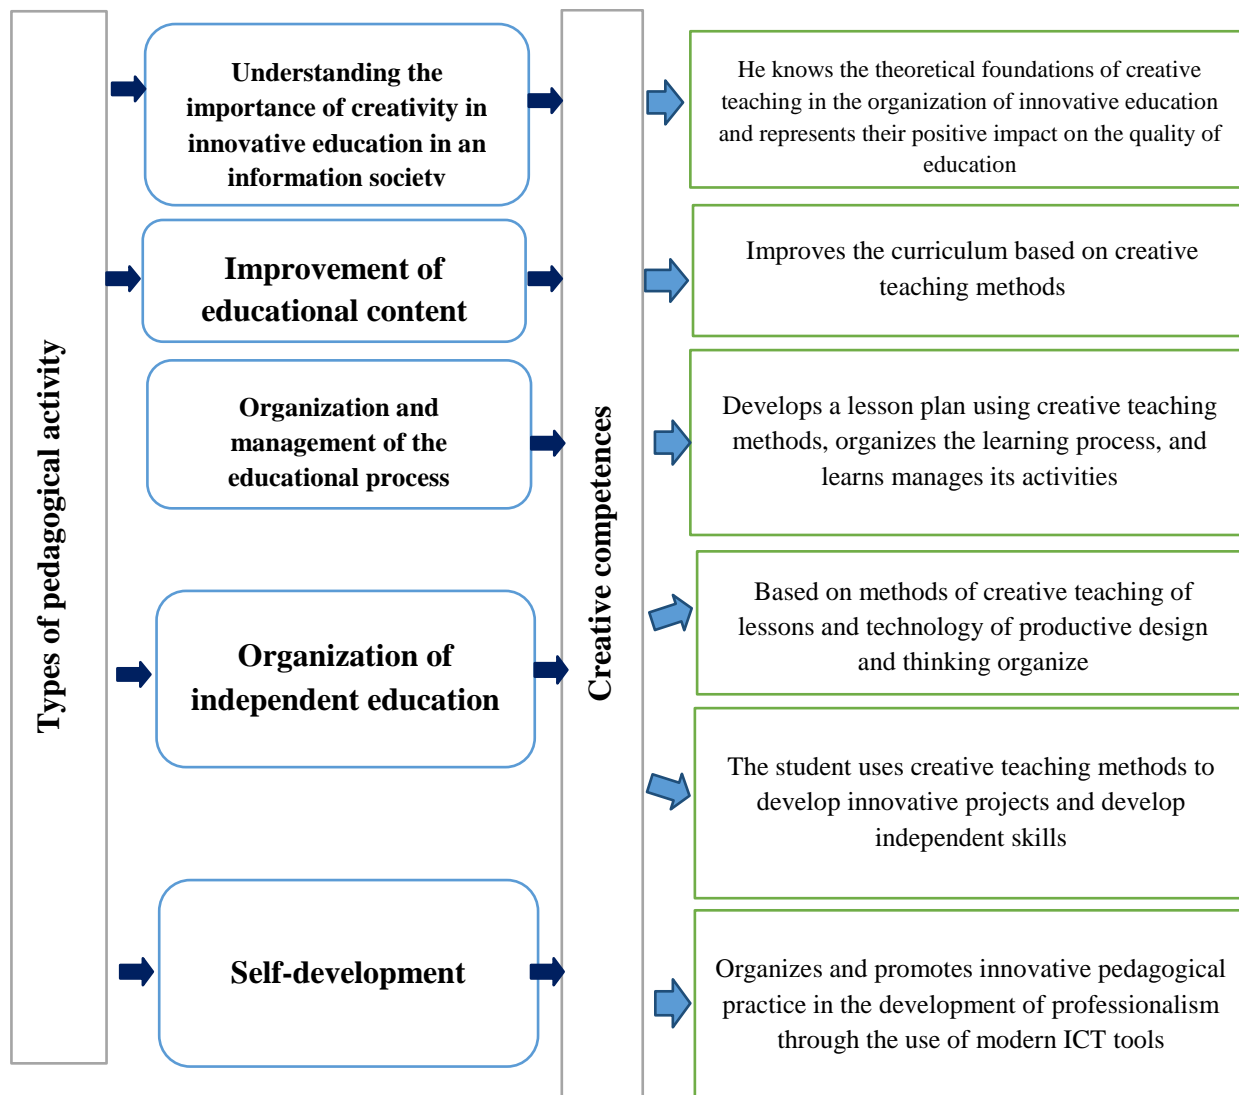 Types of pedagogical activity
Understanding the
importance of creativity in
innovative education in an
information society
Improvement of
educational content
Organization and
management of the
educational process
Organization of
independent education
Self-development
Creative competences
He knows the theoretical foundations of creative
teaching in the organization of innovative education
and represents their positive impact on the quality of
education
Improves the curriculum based on creative
teaching methods
Develops a lesson plan using creative teaching
methods, organizes the learning process, and
learns manages its activities
Based on methods of creative teaching of
lessons and technology of productive design
and thinking organize
The student uses creative teaching methods to
develop innovative projects and develop
independent skills
Organizes and promotes innovative pedagogical
practice in the development of professionalism
through the use of modern ICT tools